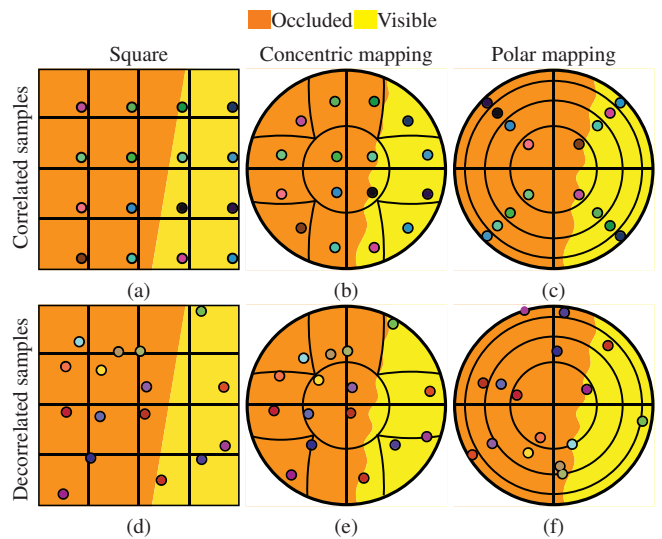 Occluded Visible
Square Concentric mapping Polar mapping
Correlated samples
(a) (b) (c)
Decorrelated samples
(d) (e) (f)